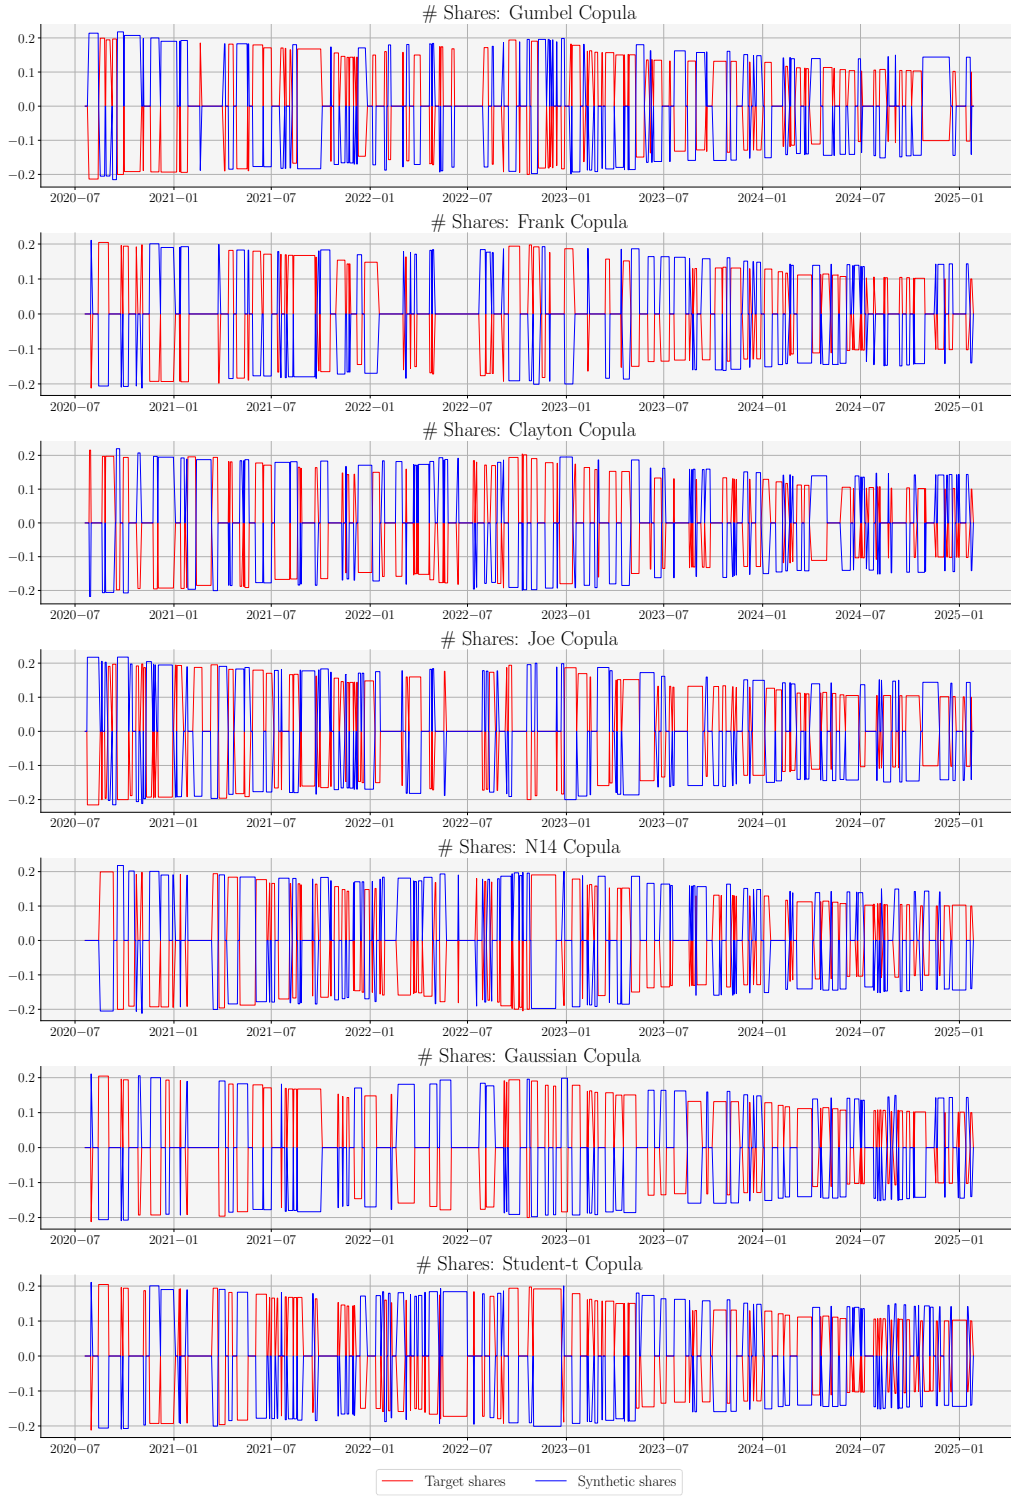 # Shares: Gumbel Copula
0.2
0.1
0.0
−0.1
−0.2
2020−07 2021−01 2021−07 2022−01 2022−07 2023−01 2023−07 2024−01 2024−07 2025−01
# Shares: Frank Copula
0.2
0.1
0.0
−0.1
−0.2
2020−07 2021−01 2021−07 2022−01 2022−07 2023−01 2023−07 2024−01 2024−07 2025−01
# Shares: Clayton Copula
0.2
0.1
0.0
−0.1
−0.2
2020−07 2021−01 2021−07 2022−01 2022−07 2023−01 2023−07 2024−01 2024−07 2025−01
# Shares: Joe Copula
0.2
0.1
0.0
−0.1
−0.2
2020−07 2021−01 2021−07 2022−01 2022−07 2023−01 2023−07 2024−01 2024−07 2025−01
# Shares: N14 Copula
0.2
0.1
0.0
−0.1
−0.2
2020−07 2021−01 2021−07 2022−01 2022−07 2023−01 2023−07 2024−01 2024−07 2025−01
# Shares: Gaussian Copula
0.2
0.1
0.0
−0.1
−0.2
2020−07 2021−01 2021−07 2022−01 2022−07 2023−01 2023−07 2024−01 2024−07 2025−01
# Shares: Student-t Copula
0.2
0.1
0.0
−0.1
−0.2
2020−07 2021−01 2021−07 2022−01 2022−07 2023−01 2023−07 2024−01 2024−07 2025−01
Target shares Synthetic shares